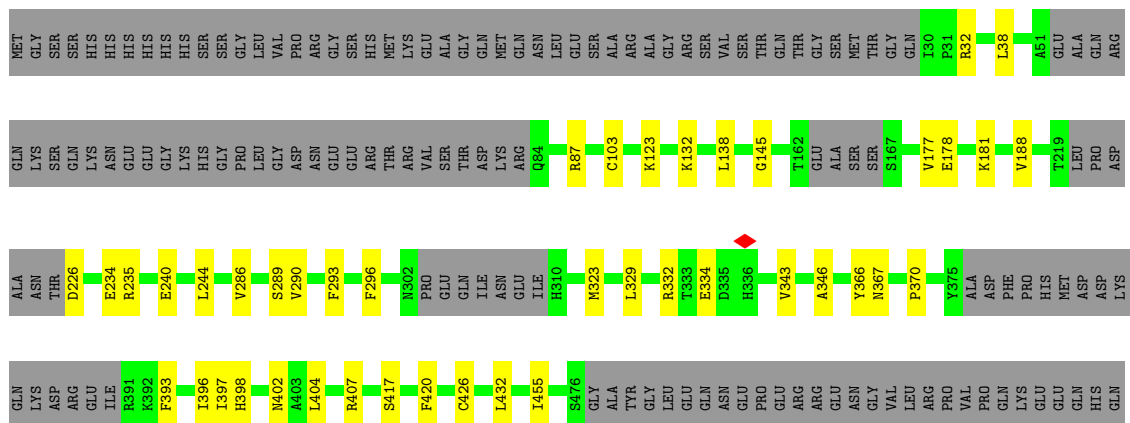 MET GLY SER SER HIS HIS HIS HIS HIS HIS SER SER GLY LEU VAL PRO ARG GLY SER HIS MET LYS GLU ALA GLY GLN MET GLN ASN LEU GLU SER ALA ARG ALA GLY ARG SER VAL SER THR GLN THR GLY SER MET THR GLY GLN I30 P31 R32 L38 A51 GLU ALA GLN ARG
GLN LYS SER GLN LYS ASN GLU GLU GLY LYS HIS GLY PRO LEU GLY ASP ASN GLU GLU ARG THR ARG VAL SER THR ASP LYS ARG Q84 R87 C103 K123 K132 L138 G145 T162 GLU ALA SER SER S167 V177 E178 K181 V188 T219 LEU PRO ASP
ALA ASN THR D226 E234 R235 E240 L244 V286 S289 V290 F293 F296 N302 PRO GLU GLN ILE ASN GLU ILE H310 M323 L329 R332 T333 E334 D335 H336 V343 A346 Y366 N367 P370 Y375 ALA ASP PHE PRO HIS MET ASP ASP LYS
GLN LYS ASP ARG GLU ILE R391 K392 F393 I396 I397 H398 N402 A403 L404 R407 S417 F420 C426 L432 I455 S476 GLY ALA TYR GLY LEU GLU GLN ASN GLU PRO GLU ARG ARG GLU ASN GLY VAL LEU ARG PRO VAL PRO GLN LYS GLU GLU GLN HIS GLN